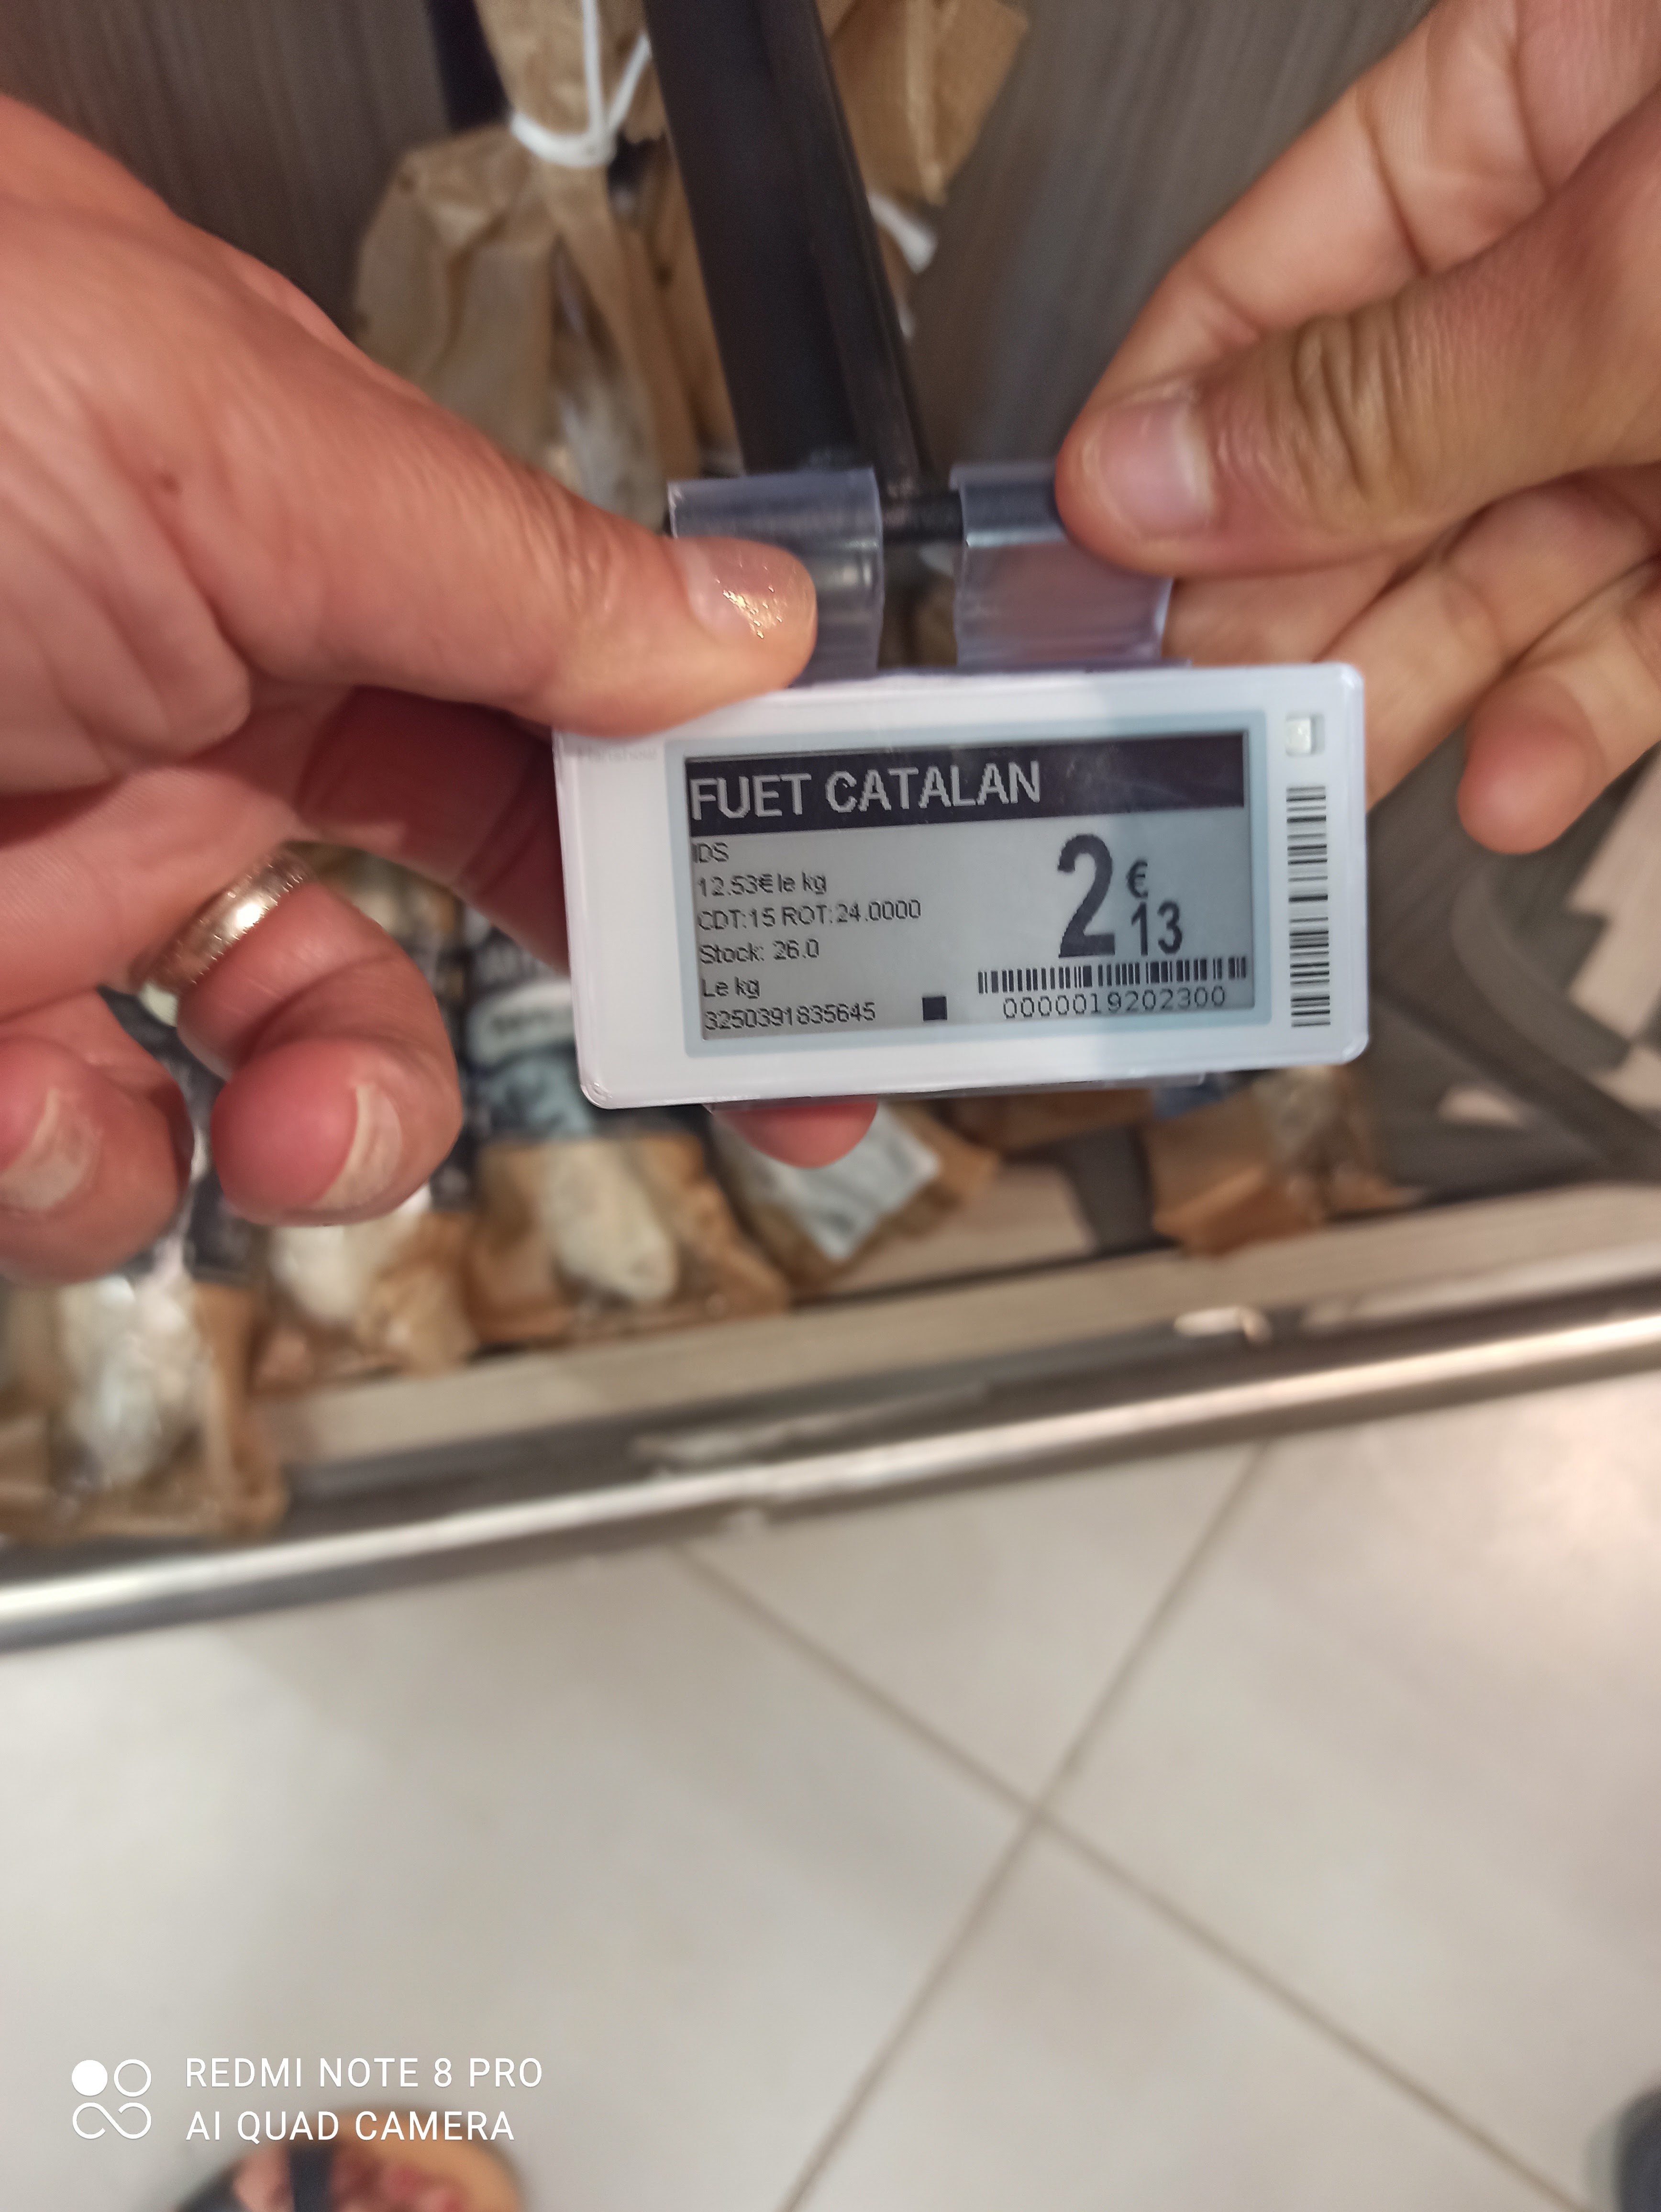 FUET CATALAN
IDS
12.53€ le kg
CDT:15 ROT:24.0000
Stock: 26.0
Le kg
3250391835645
2€13
0000019202300
REDMI NOTE 8 PRO
AI QUAD CAMERA